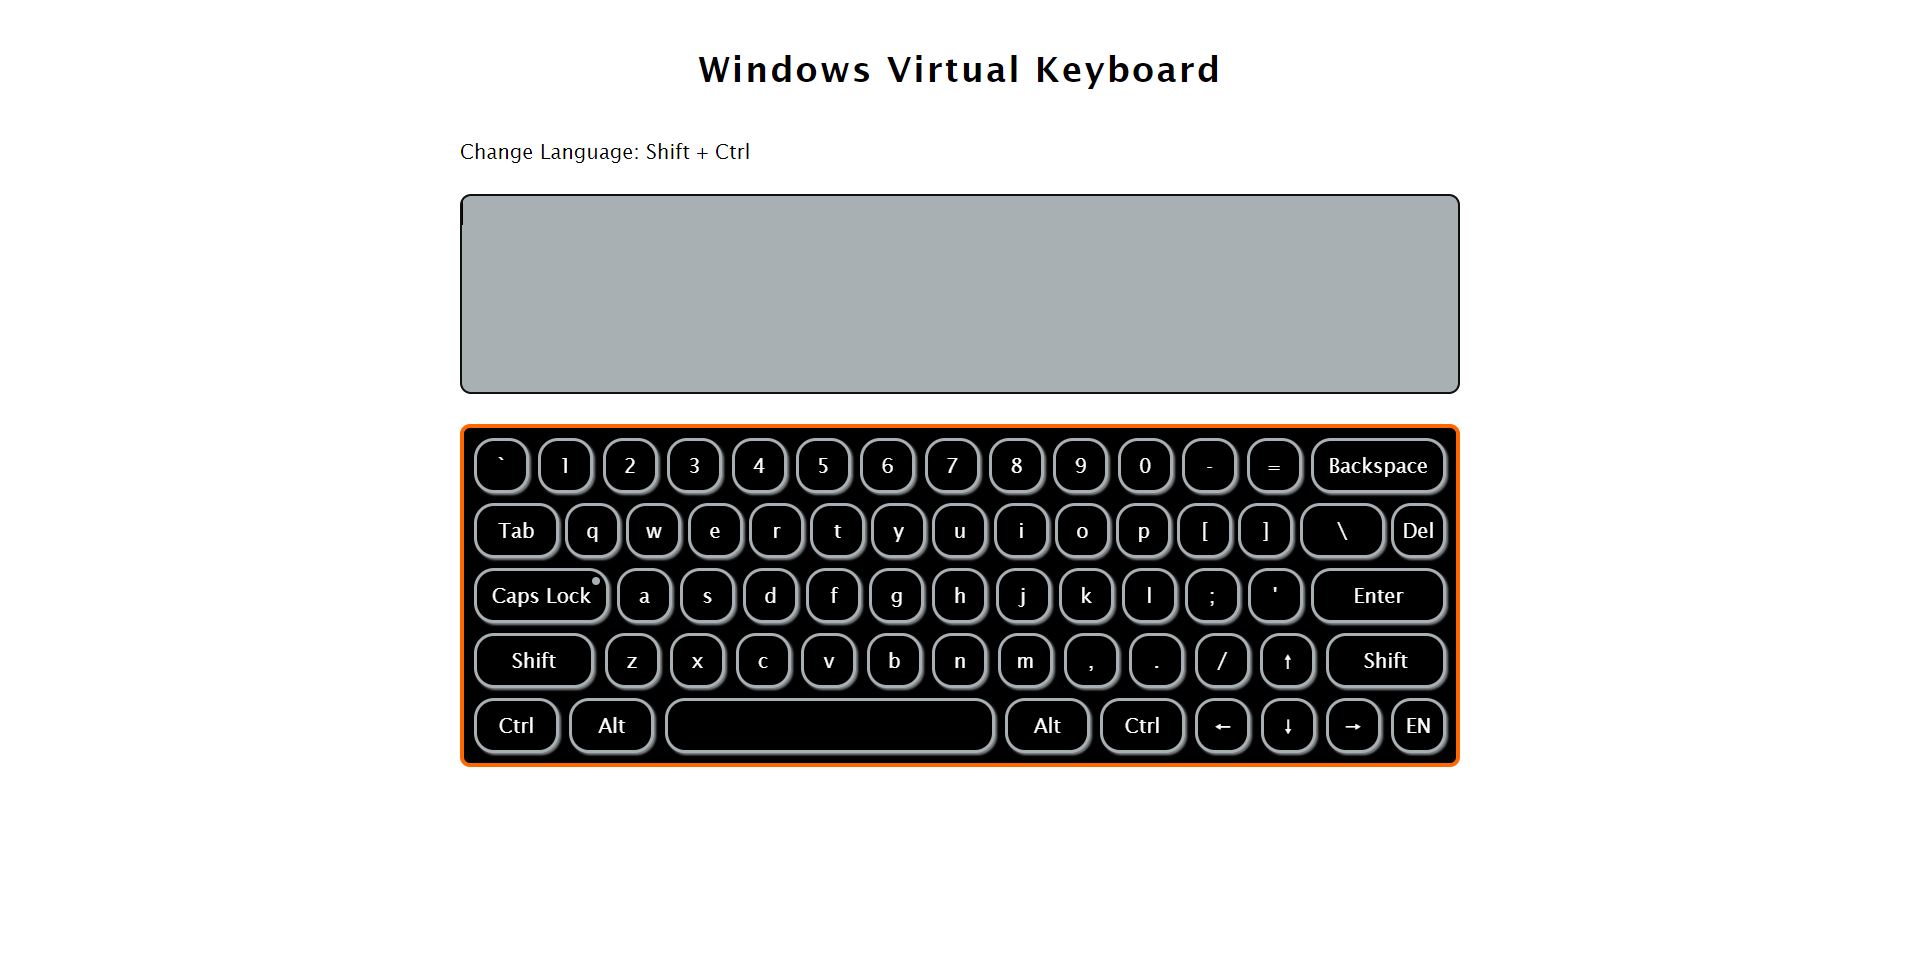 Windows Virtual Keyboard
Change Language: Shift + Ctrl
` 1 2 3 4 5 6 7 8 9 0 - = Backspace
Tab q w e r t y u i o p [ ] \ Del
Caps Lock a s d f g h j k l ; ' Enter
Shift z x c v b n m , . / ↑ Shift
Ctrl Alt Alt Ctrl ← ↓ → EN